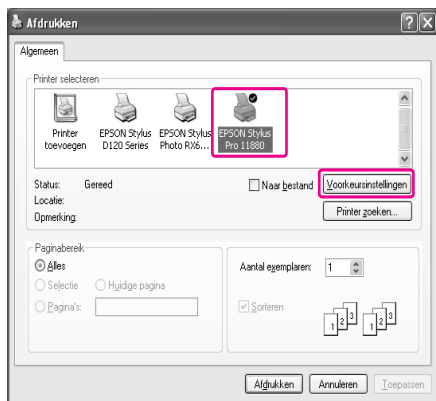 Afdrukken
Algemeen
Printer selecteren
Printer toevoegen
EPSON Stylus D120 Series
EPSON Stylus Photo RX6...
EPSON Stylus Pro 11880
Status: Gereed
Locatie:
Opmerking:
Naar bestand
Voorkeursinstellingen
Printer zoeken...
Paginabereik
Alles
Selectie
Huidige pagina
Pagina's:
Aantal exemplaren: 1
Sorteren
1 2 3 1 2 3
Afdrukken
Annuleren
Toepassen